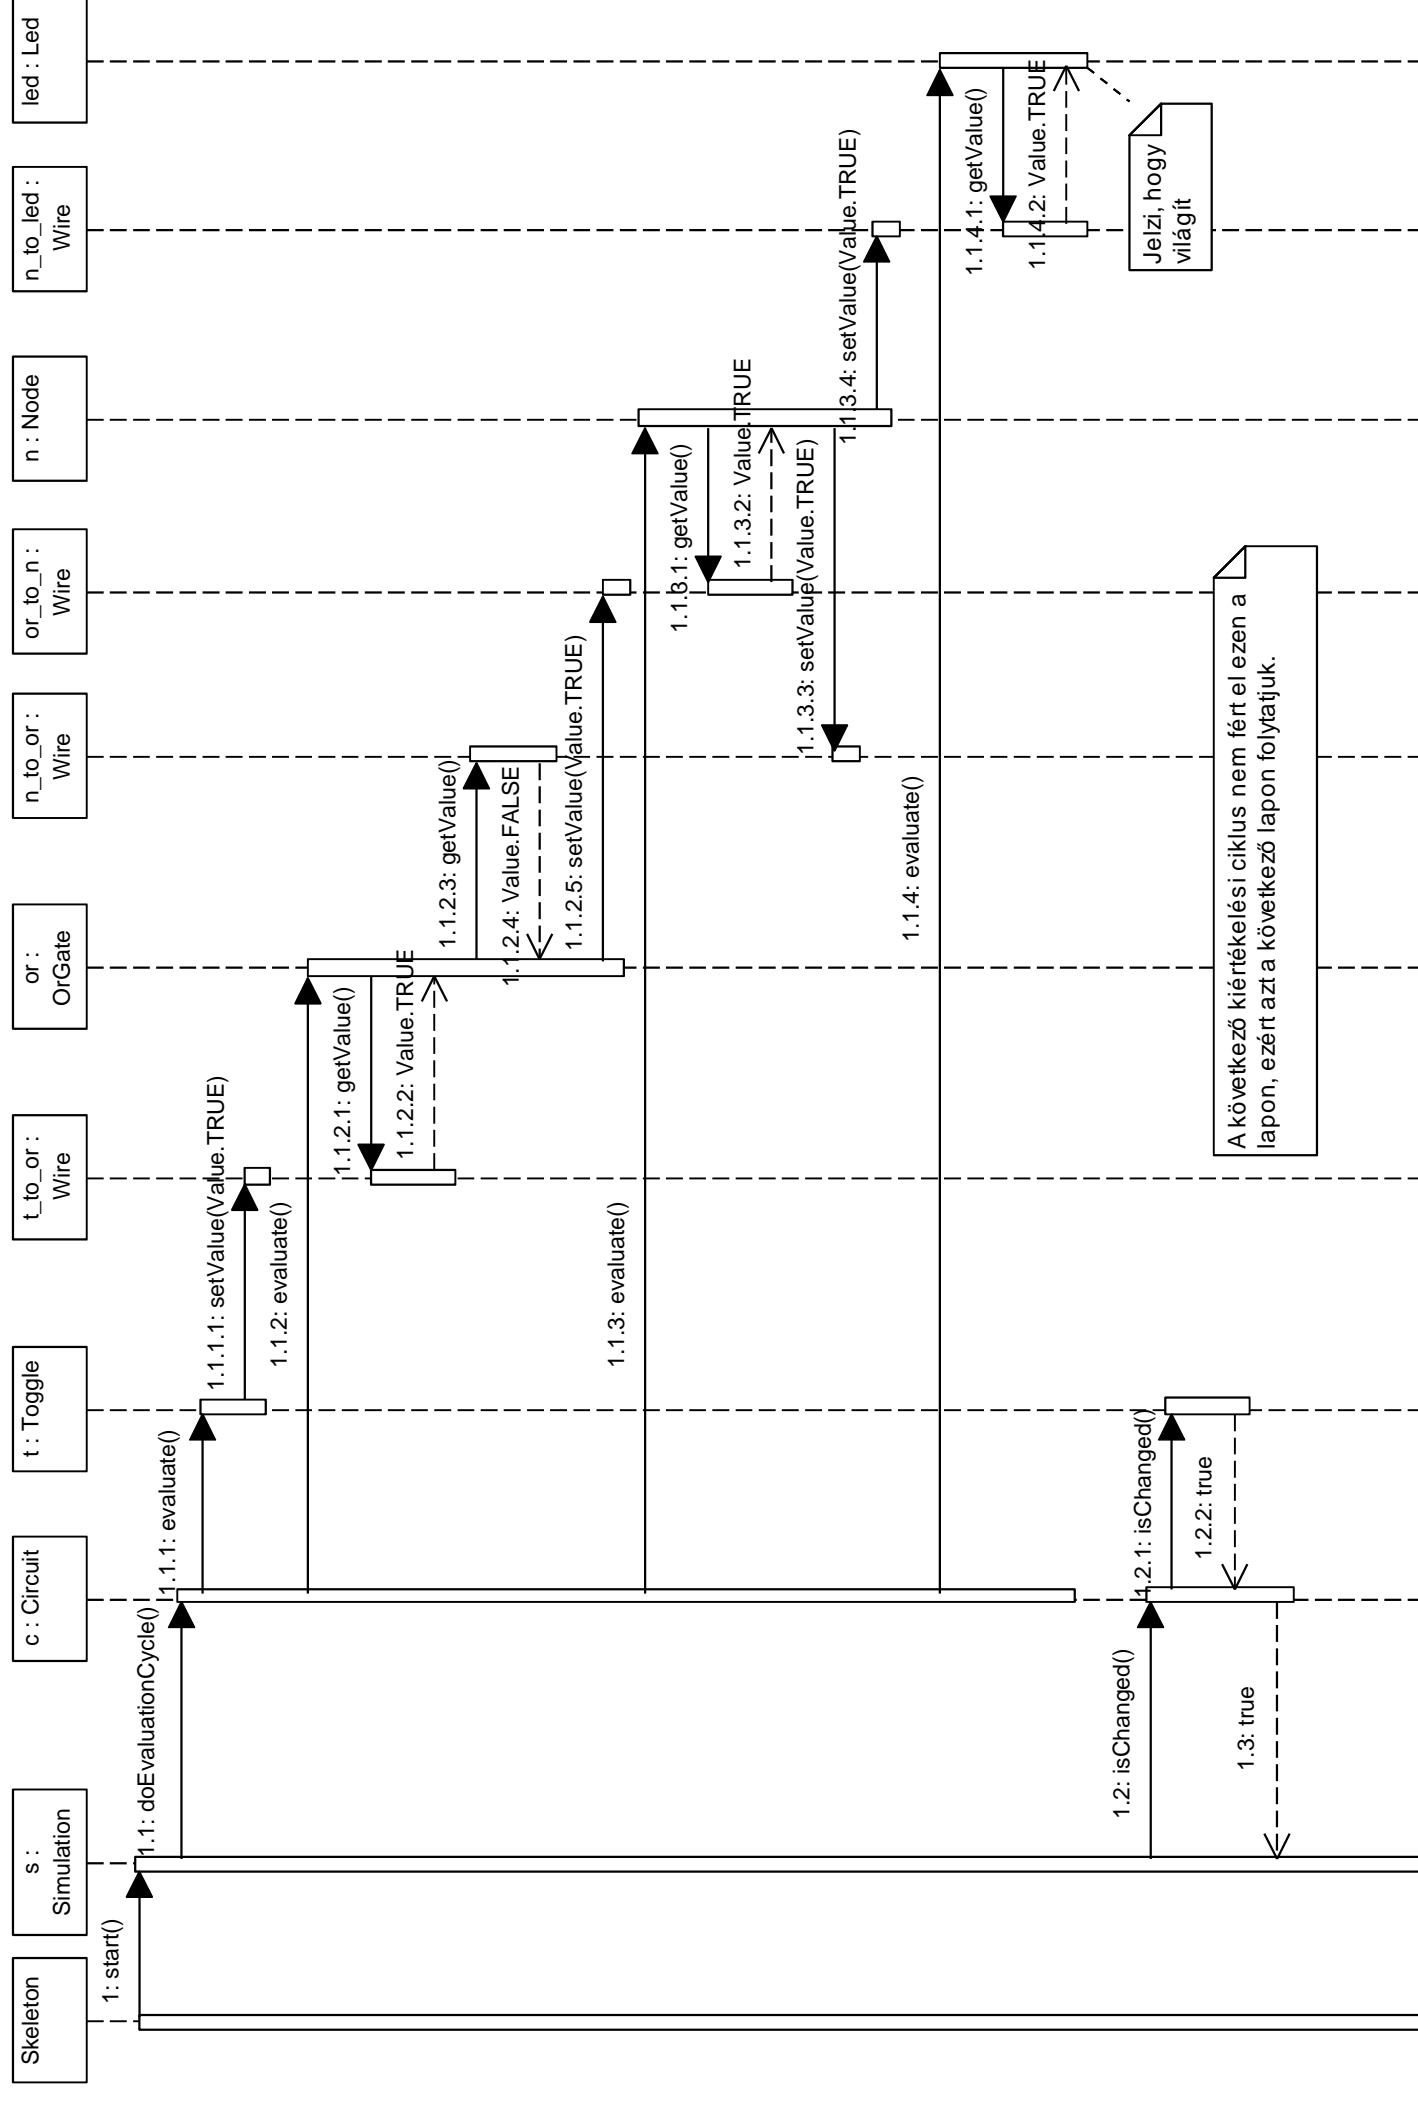 Skeleton
s :
Simulation
c : Circuit
t : Toggle
t_to_or :
Wire
or :
OrGate
n_to_or :
Wire
or_to_n :
Wire
n : Node
n_to_led :
Wire
led : Led
1: start()
1.1: doEvaluationCycle()
1.1.1: evaluate()
1.1.1.1: setValue(Value.TRUE)
1.1.2: evaluate()
1.1.2.1: getValue()
1.1.2.2: Value.TRUE
1.1.2.3: getValue()
1.1.2.4: Value.FALSE
1.1.2.5: setValue(Value.TRUE)
1.1.3: evaluate()
1.1.3.1: getValue()
1.1.3.2: Value.TRUE
1.1.3.3: setValue(Value.TRUE)
1.1.3.4: setValue(Value.TRUE)
1.1.4: evaluate()
1.1.4.1: getValue()
1.1.4.2: Value.TRUE
Jelzi, hogy
világít
1.2: isChanged()
1.2.1: isChanged()
1.2.2: true
1.3: true
A következő kiértékelési ciklus nem fért el ezen a
lapon, ezért azt a következő lapon folytatjuk.